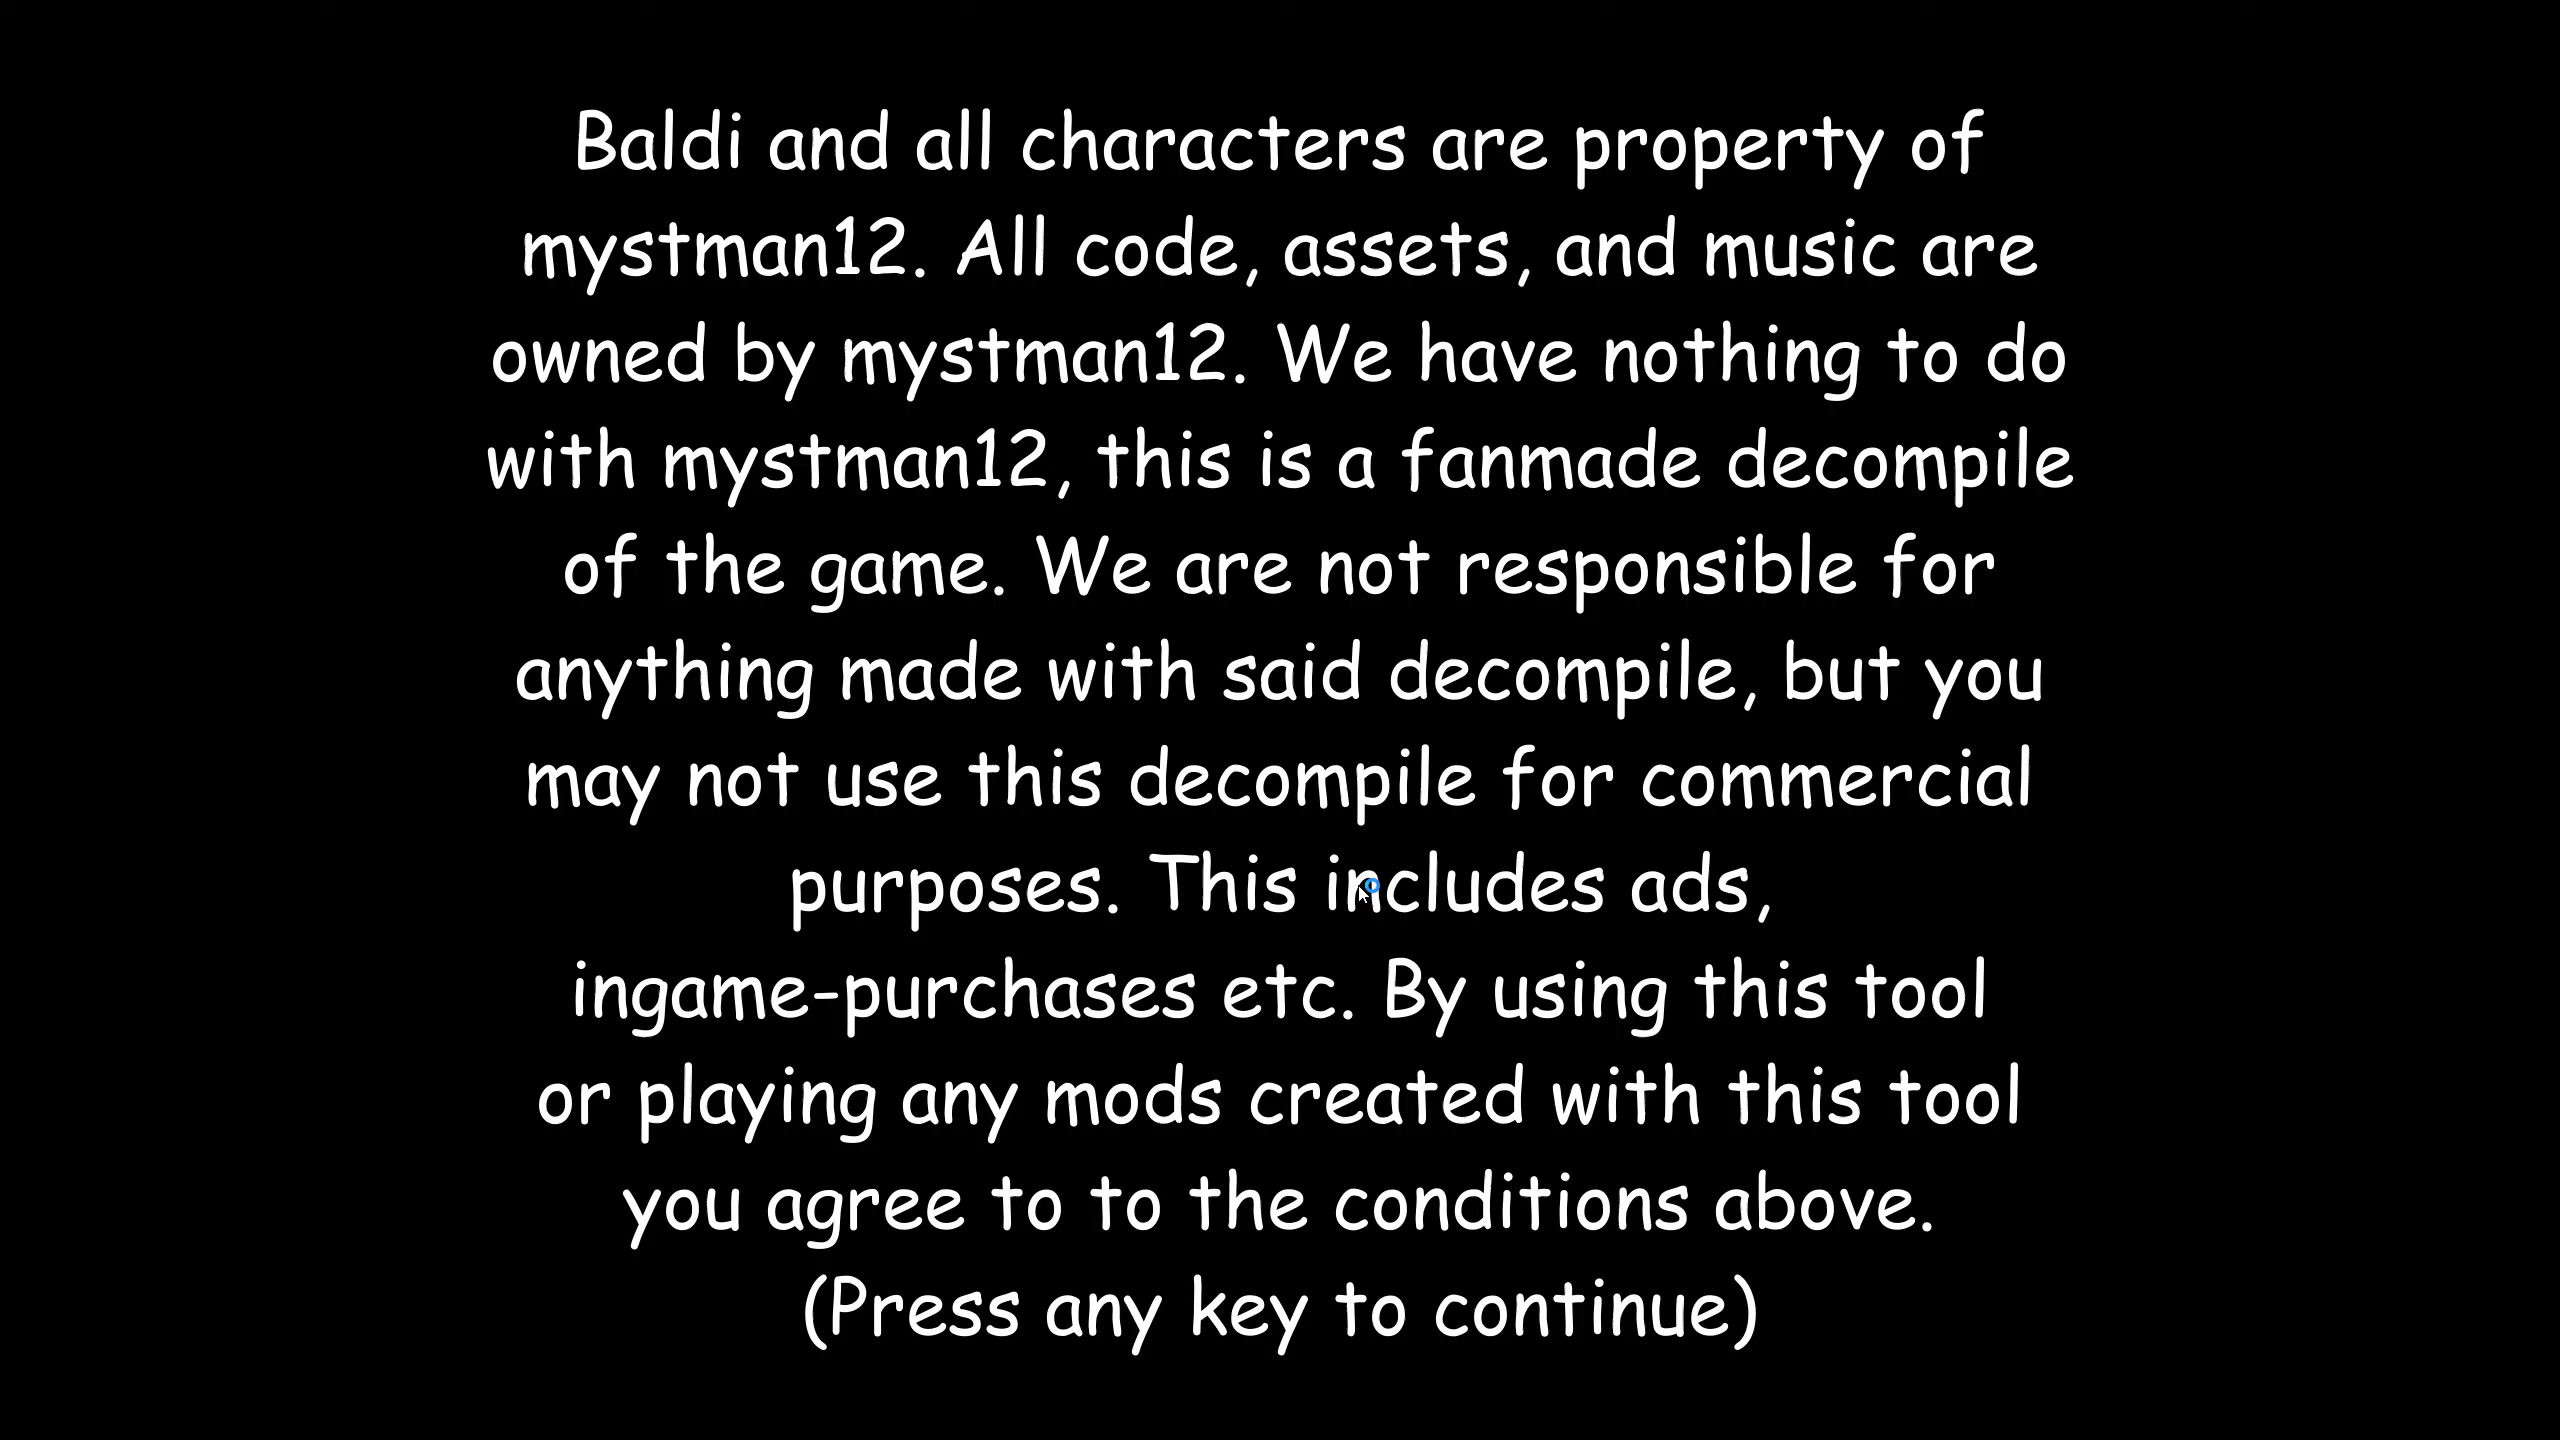 Baldi and all characters are property of
mystman12. All code, assets, and music are
owned by mystman12. We have nothing to do
with mystman12, this is a fanmade decompile
of the game. We are not responsible for
anything made with said decompile, but you
may not use this decompile for commercial
purposes. This includes ads,
ingame-purchases etc. By using this tool
or playing any mods created with this tool
you agree to to the conditions above.
(Press any key to continue)